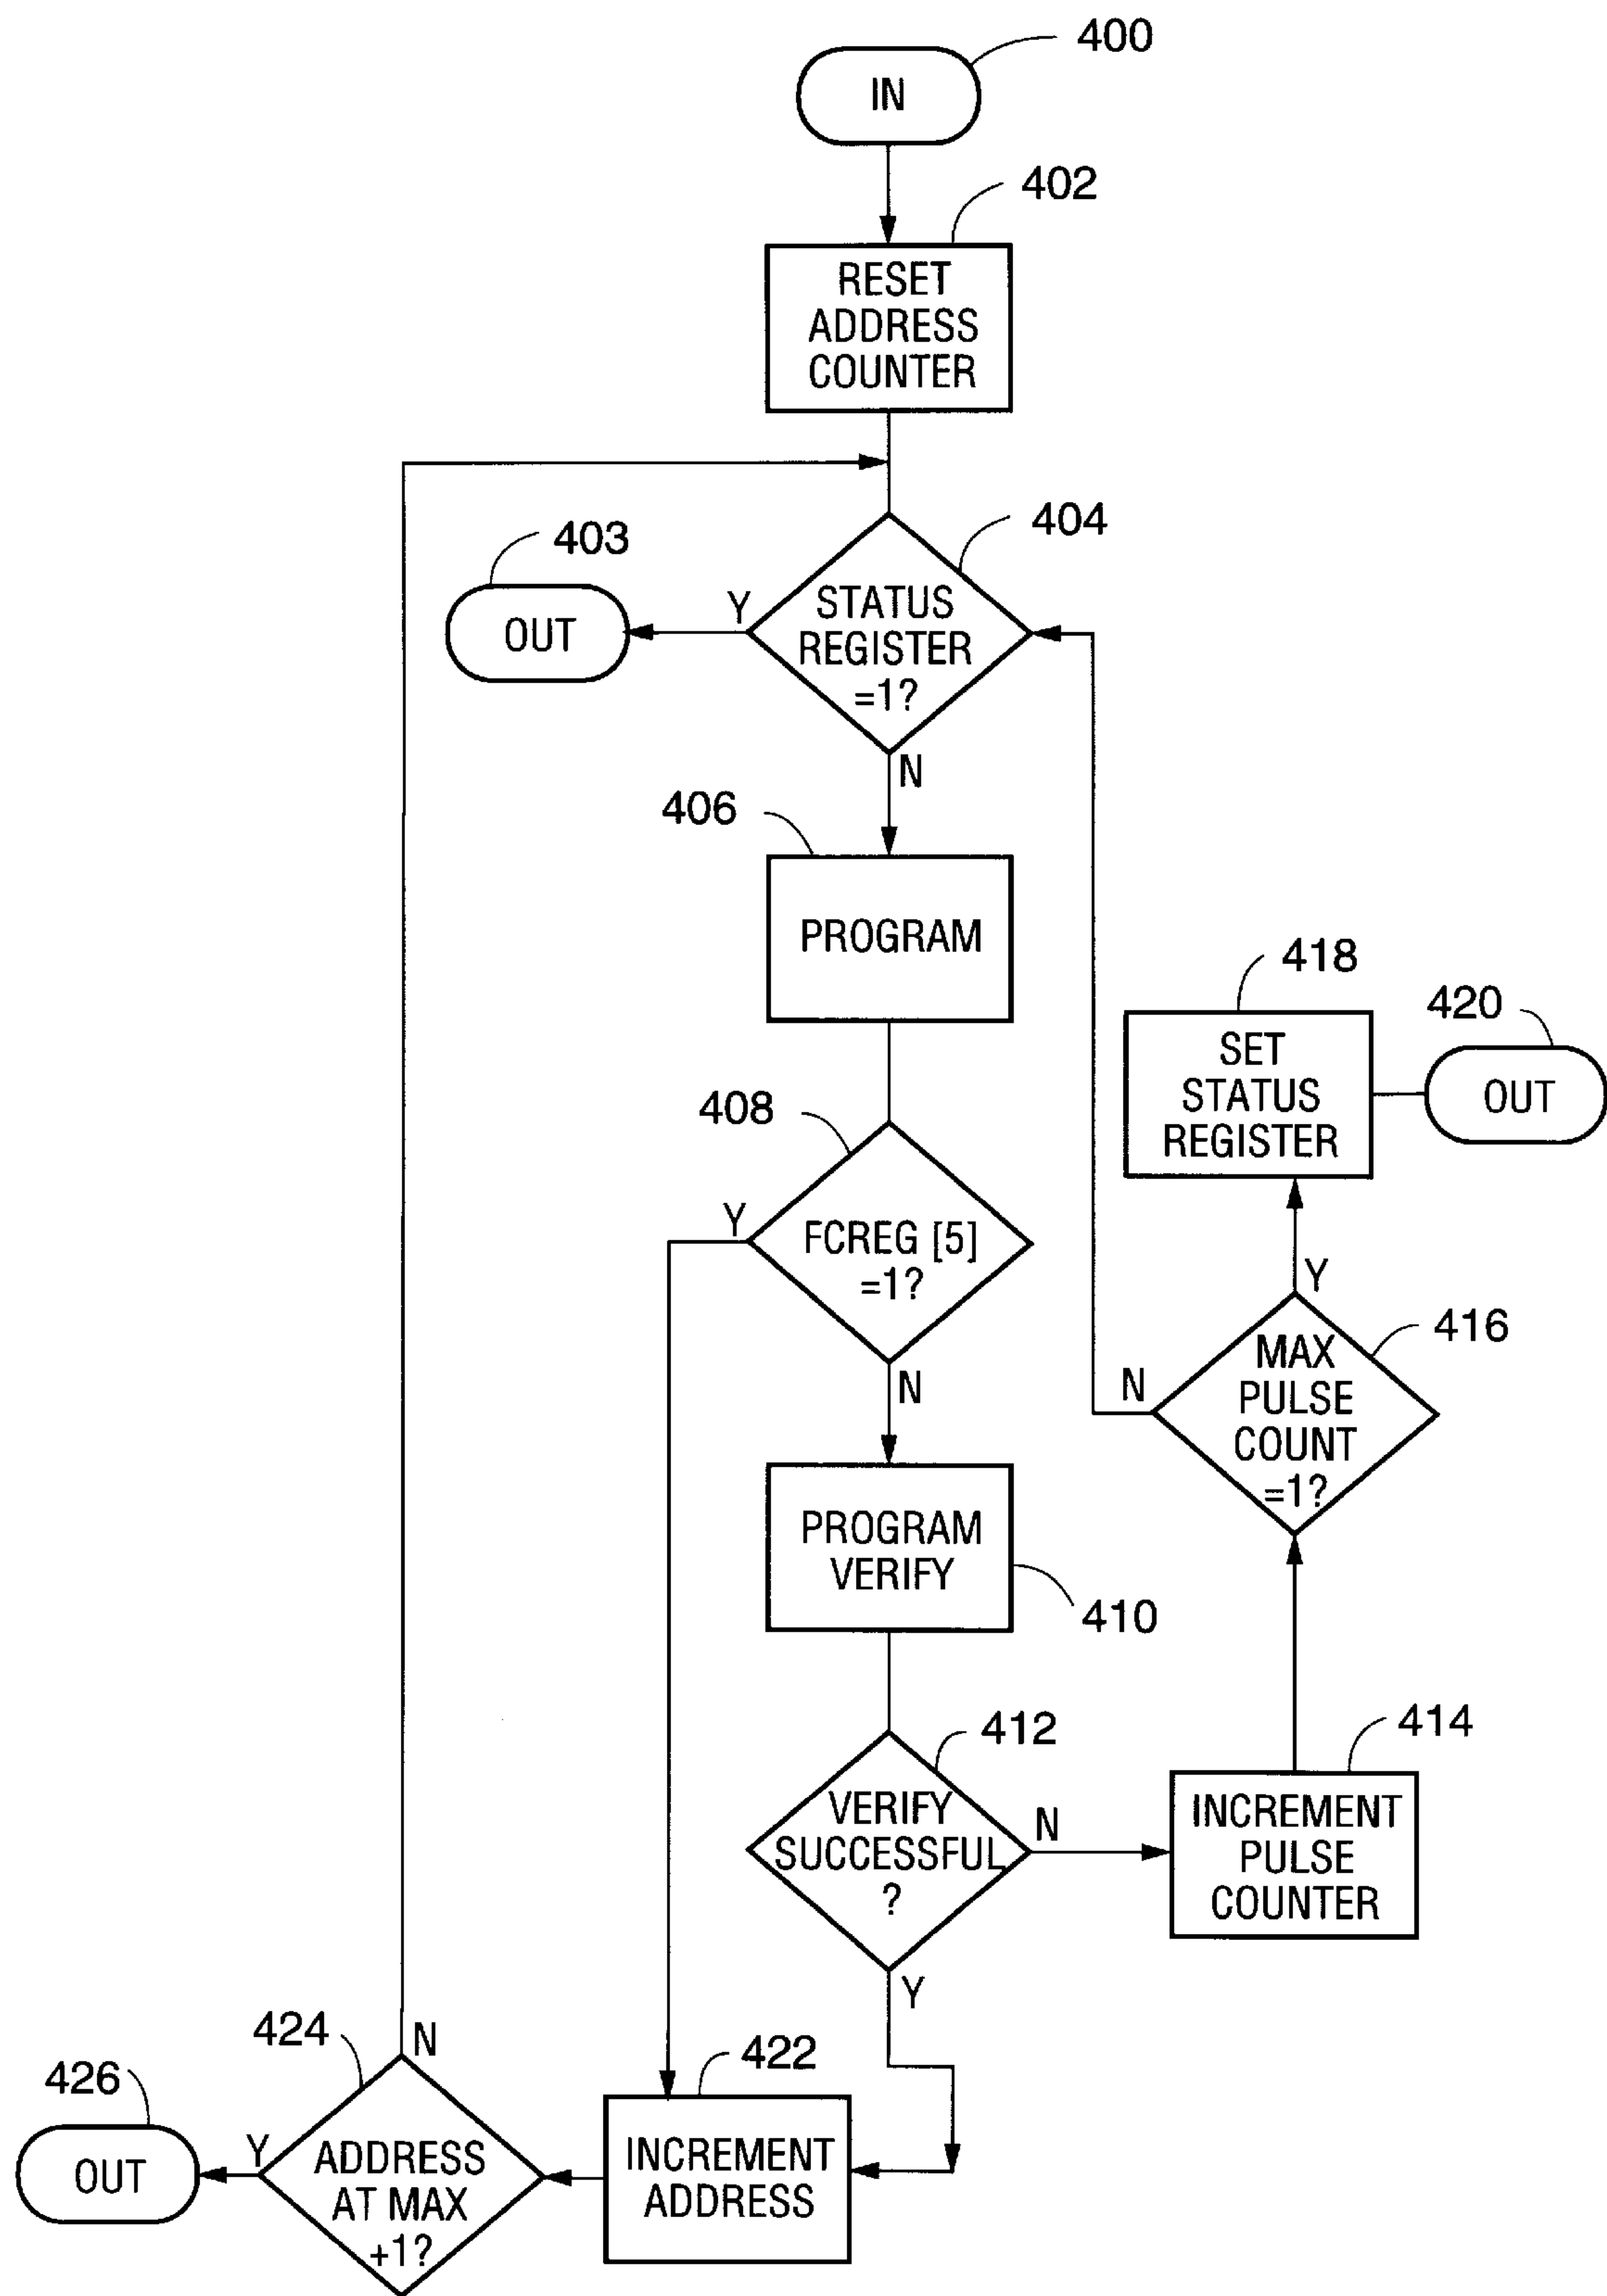 400
IN
402
RESET
ADDRESS
COUNTER
403
OUT
404
Y
STATUS
REGISTER
=1?
N
406
PROGRAM
418
SET
STATUS
REGISTER
420
OUT
408
Y
FCREG [5]
=1?
N
Y
416
N
MAX
PULSE
COUNT
=1?
PROGRAM
VERIFY
410
412
VERIFY
SUCCESSFUL
?
N
Y
414
INCREMENT
PULSE
COUNTER
424
N
426
OUT
Y
ADDRESS
AT MAX
+1?
422
INCREMENT
ADDRESS